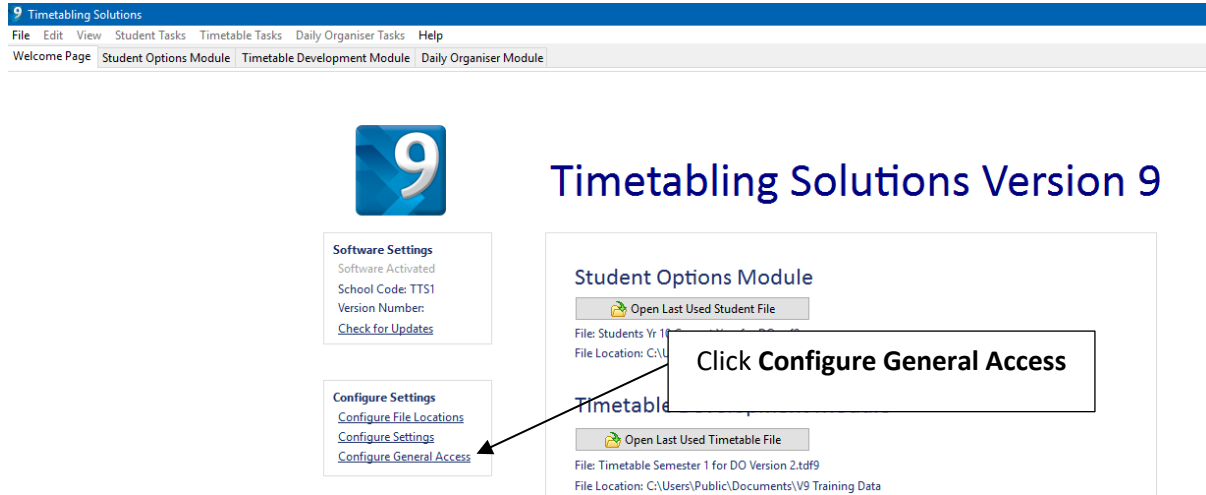 9 Timetabling Solutions
File Edit View Student Tasks Timetable Tasks Daily Organiser Tasks Help
Welcome Page Student Options Module Timetable Development Module Daily Organiser Module
9
Timetabling Solutions Version 9
Software Settings
Software Activated
School Code: TTS1
Version Number:
Check for Updates
Configure Settings
Configure File Locations
Configure Settings
Configure General Access
Student Options Module
Open Last Used Student File
File: Students Yr 10
File Location: C:\U
Click Configure General Access
Timetable
Open Last Used Timetable File
File: Timetable Semester 1 for DO Version 2.tdf9
File Location: C:\Users\Public\Documents\V9 Training Data